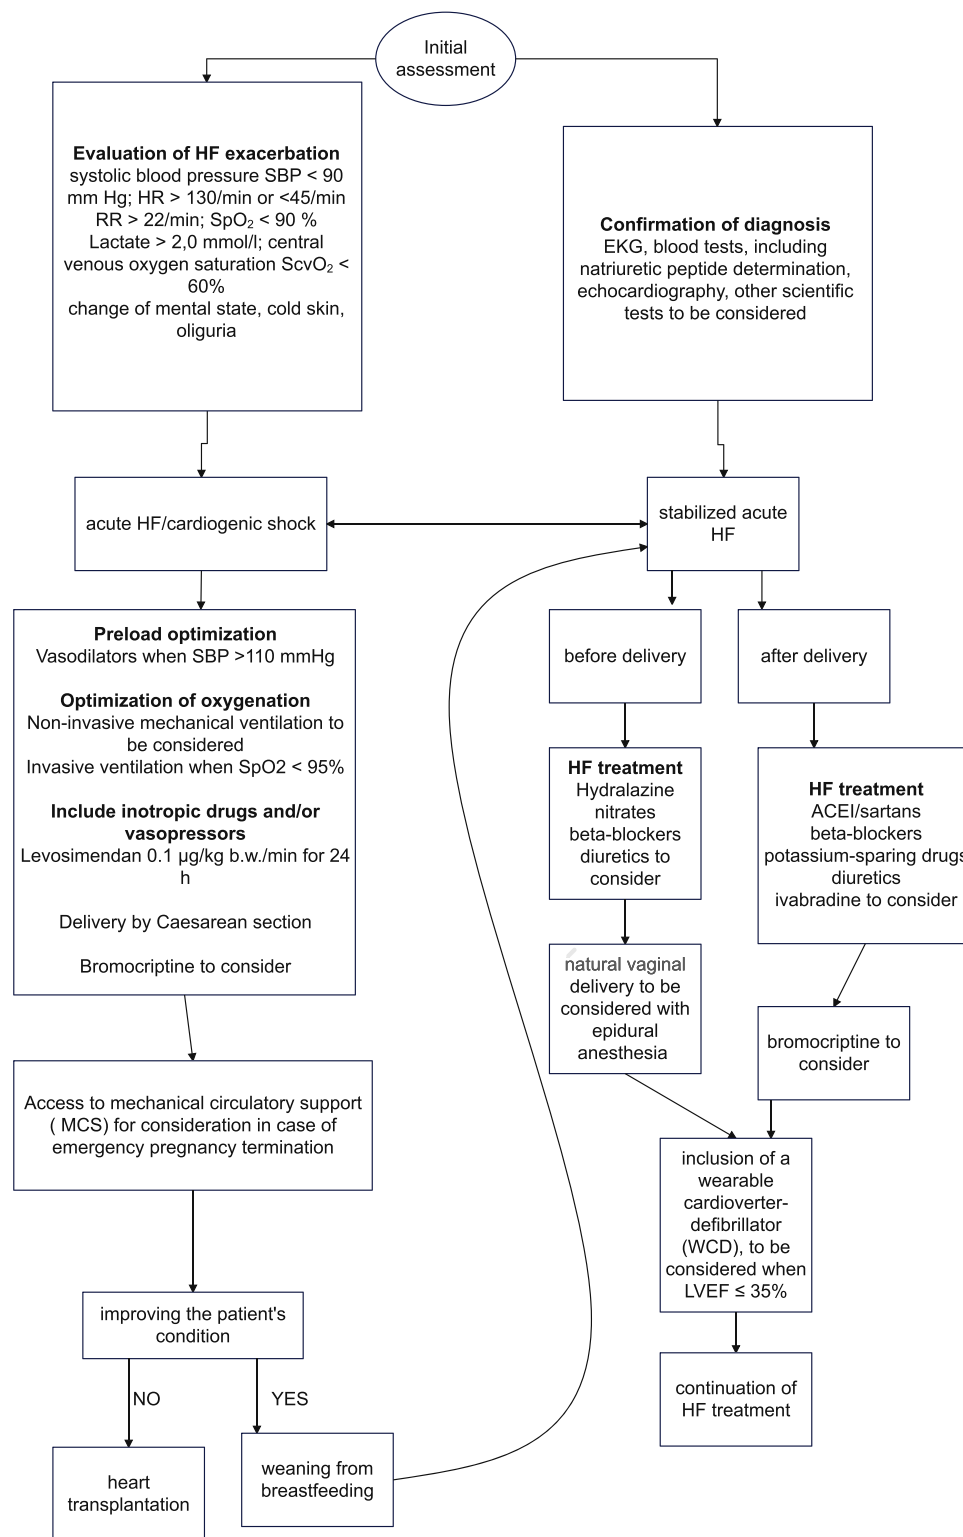 Initial
assessment
Evaluation of HF exacerbation
systolic blood pressure SBP < 90
mm Hg; HR > 130/min or <45/min
RR > 22/min; SpO₂ < 90 %
Lactate > 2,0 mmol/l; central
venous oxygen saturation ScvO₂ <
60%
change of mental state, cold skin,
oliguria
Confirmation of diagnosis
EKG, blood tests, including
natriuretic peptide determination,
echocardiography, other scientific
tests to be considered
acute HF/cardiogenic shock
stabilized acute
HF
Preload optimization
Vasodilators when SBP >110 mmHg
Optimization of oxygenation
Non-invasive mechanical ventilation to
be considered
Invasive ventilation when SpO2 < 95%
Include inotropic drugs and/or
vasopressors
Levosimendan 0.1 µg/kg b.w./min for 24
h
Delivery by Caesarean section
Bromocriptine to consider
before delivery
after delivery
HF treatment
Hydralazine
nitrates
beta-blockers
diuretics to
consider
HF treatment
ACEI/sartans
beta-blockers
potassium-sparing drugs
diuretics
ivabradine to consider
natural vaginal
delivery to be
considered with
epidural
anesthesia
bromocriptine to
consider
Access to mechanical circulatory support
( MCS) for consideration in case of
emergency pregnancy termination
inclusion of a
wearable
cardioverter-
defibrillator
(WCD), to be
considered when
LVEF ≤ 35%
improving the patient's
condition
NO
YES
continuation of
HF treatment
heart
transplantation
weaning from
breastfeeding